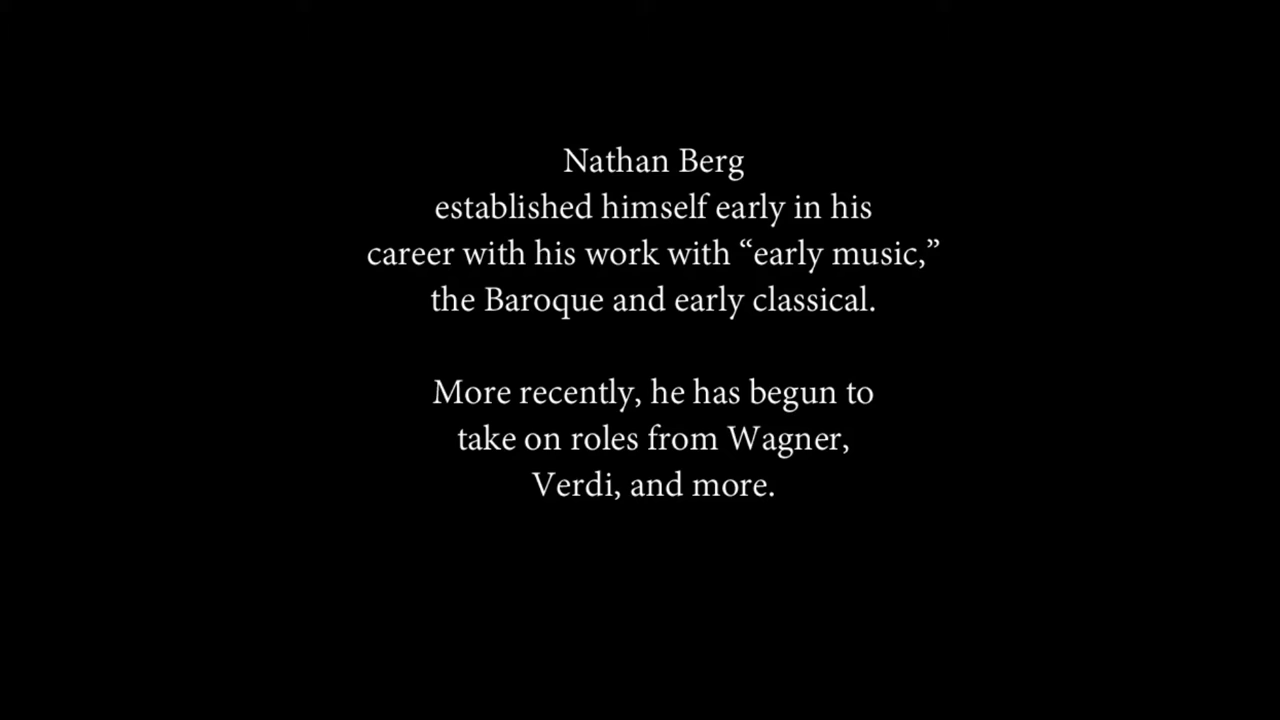 Nathan Berg
established himself early in his
career with his work with “early music,”
the Baroque and early classical.
More recently, he has begun to
take on roles from Wagner,
Verdi, and more.